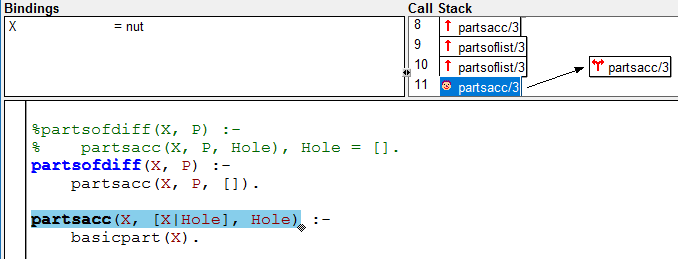 Bindings
Call Stack
X = nut
8 partsacc/3
9 partsoflist/3
10 partsoflist/3
11 partsacc/3
partsacc/3
%partsofdiff(X, P) :-
% partsacc(X, P, Hole), Hole = [].
partsofdiff(X, P) :-
partsacc(X, P, []).
partsacc(X, [X|Hole], Hole) :-
basicpart(X).